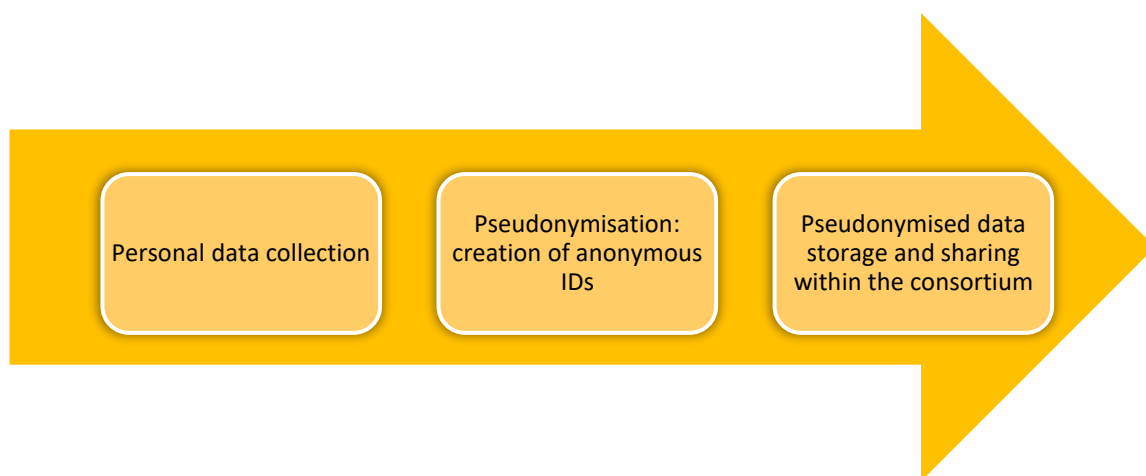 Personal data collection
Pseudonymisation:
creation of anonymous
IDs
Pseudonymised data
storage and sharing
within the consortium